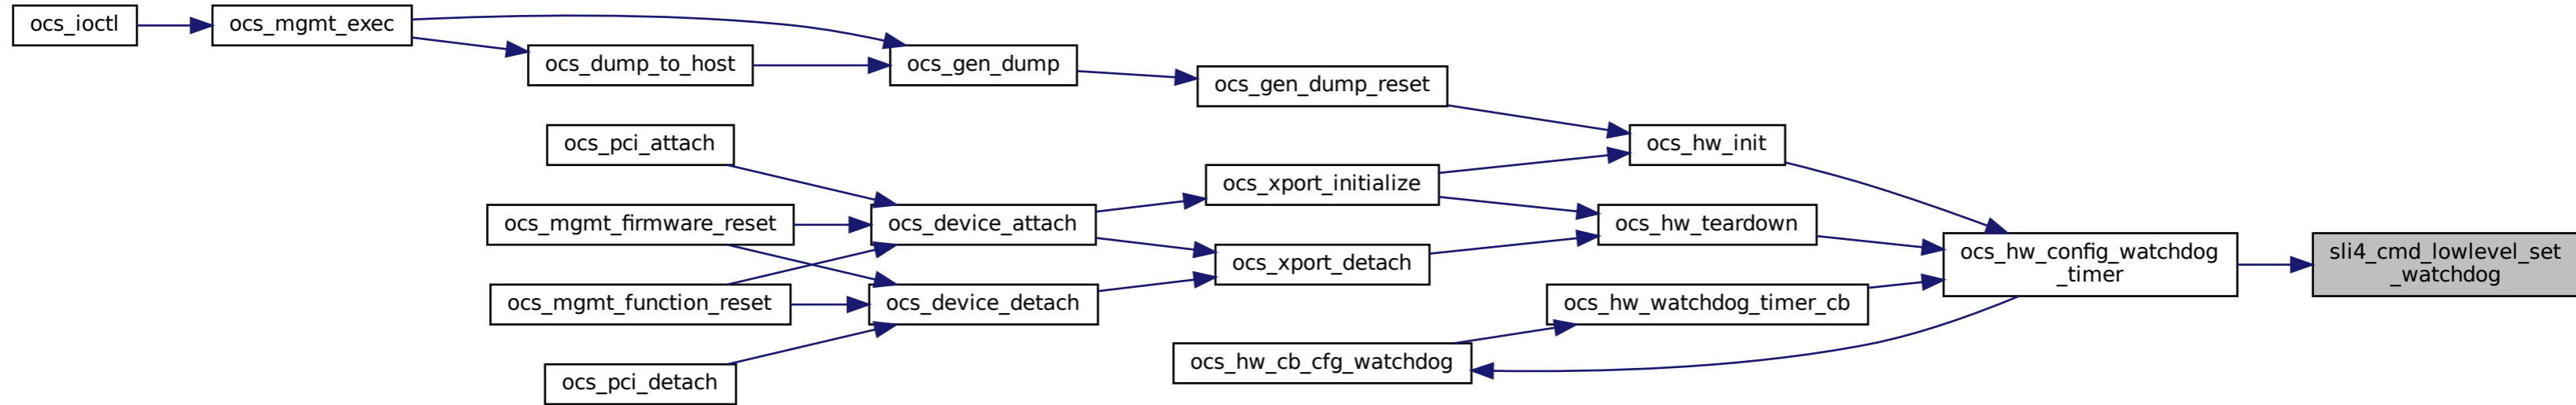 ocs_ioctl
ocs_mgmt_exec
ocs_dump_to_host
ocs_gen_dump
ocs_gen_dump_reset
ocs_pci_attach
ocs_hw_init
ocs_xport_initialize
ocs_mgmt_firmware_reset
ocs_device_attach
ocs_hw_teardown
ocs_xport_detach
ocs_hw_config_watchdog
_timer
sli4_cmd_lowlevel_set
_watchdog
ocs_mgmt_function_reset
ocs_device_detach
ocs_hw_watchdog_timer_cb
ocs_hw_cb_cfg_watchdog
ocs_pci_detach